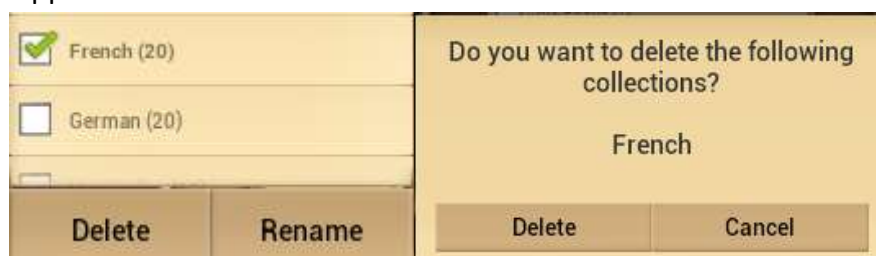 French (20)
German (20)
Delete Rename
Do you want to delete the following
collections?
French
Delete Cancel